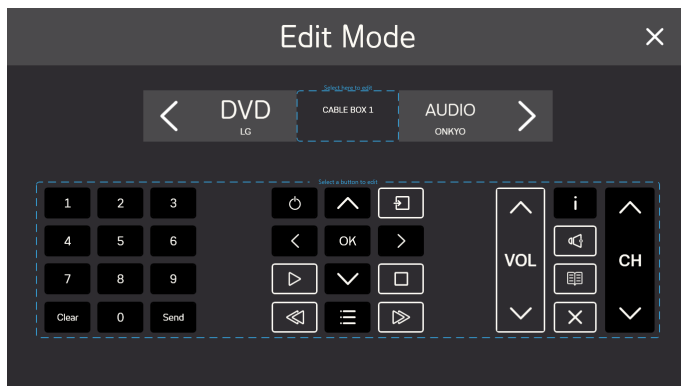 Edit Mode
Select here to edit
DVD
LG
CABLE BOX 1
AUDIO
ONKYO
Select a button to edit
1 2 3
4 5 6
7 8 9
Clear 0 Send
OK
VOL
i
CH